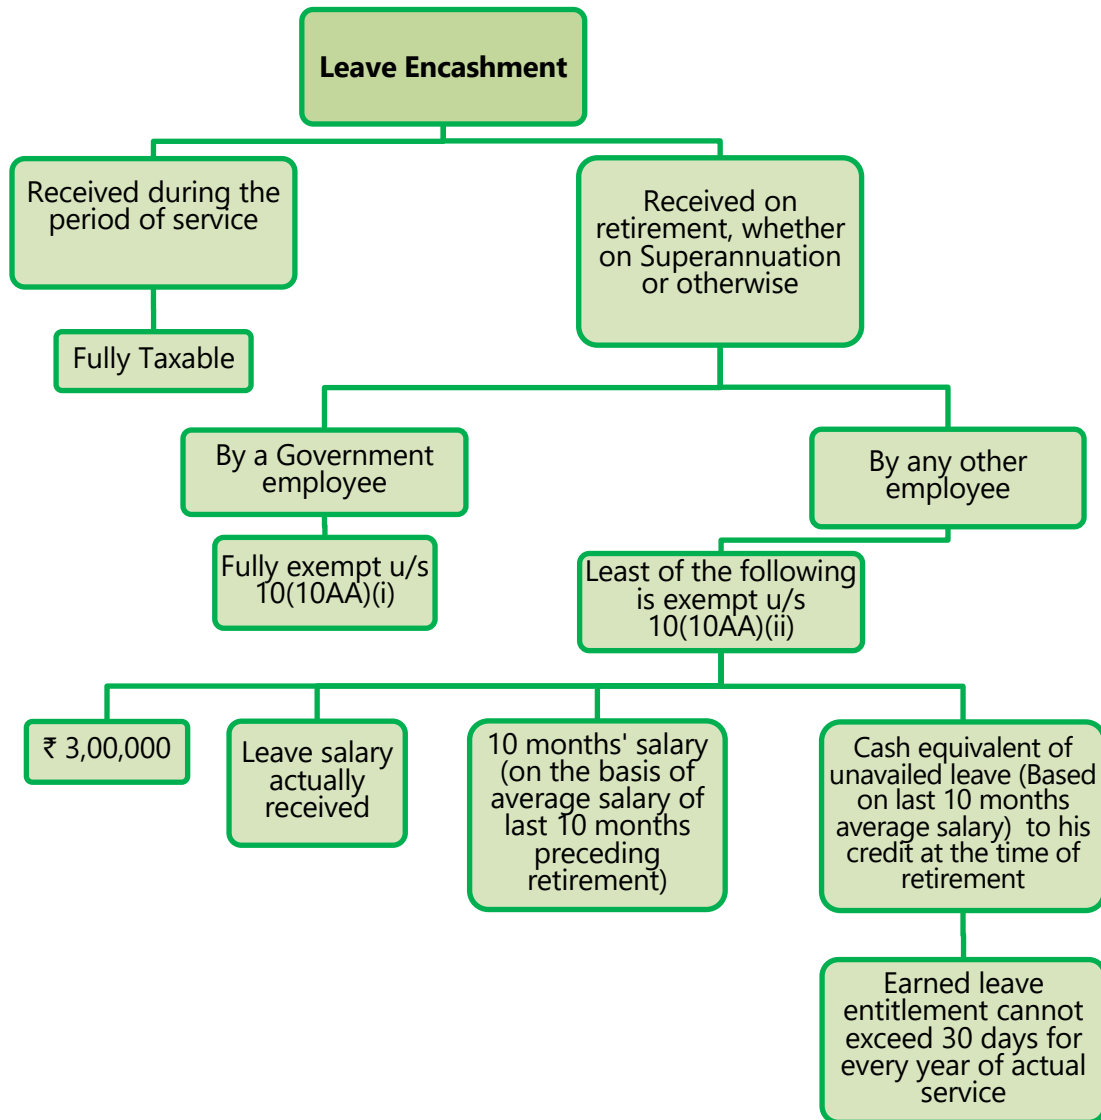 Leave Encashment
Received during the
period of service
Received on
retirement, whether
on Superannuation
or otherwise
Fully Taxable
By a Government
employee
By any other
employee
Fully exempt u/s
10(10AA)(i)
Least of the following
is exempt u/s
10(10AA)(ii)
₹ 3,00,000
Leave salary
actually
received
10 months' salary
(on the basis of
average salary of
last 10 months
preceding
retirement)
Cash equivalent of
unavailed leave (Based
on last 10 months
average salary) to his
credit at the time of
retirement
Earned leave
entitlement cannot
exceed 30 days for
every year of actual
service